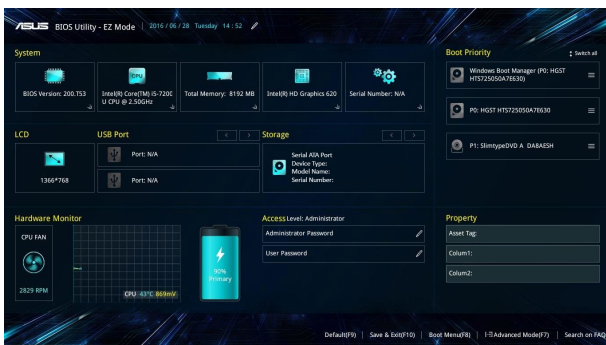 ASUS BIOS Utility - EZ Mode 2016 / 06 / 28 Tuesday 14 : 52
System
BIOS Version: 200.T53
Intel(R) Core(TM) i5-7200
U CPU @ 2.50GHz
Total Memory: 8192 MB
Intel(R) HD Graphics 620
Serial Number: N/A
CPU
Boot Priority
Switch all
Windows Boot Manager (P0: HGST
HTS725050A7E630)
P0: HGST HTS725050A7E630
P1: SlimtypeDVD A DA8AESH
LCD
1366*768
USB Port
Port: N/A
Port: N/A
Storage
Serial ATA Port
Device Type:
Model Name:
Serial Number:
Hardware Monitor
CPU FAN
2829 RPM
CPU 43°C 869mV
90%
Primary
Access Level: Administrator
Administrator Password
User Password
Property
Asset Tag:
Colum1:
Colum2:
Default(F9) | Save & Exit(F10) | Boot Menu(F8) | Advanced Mode(F7) | Search on FAQ